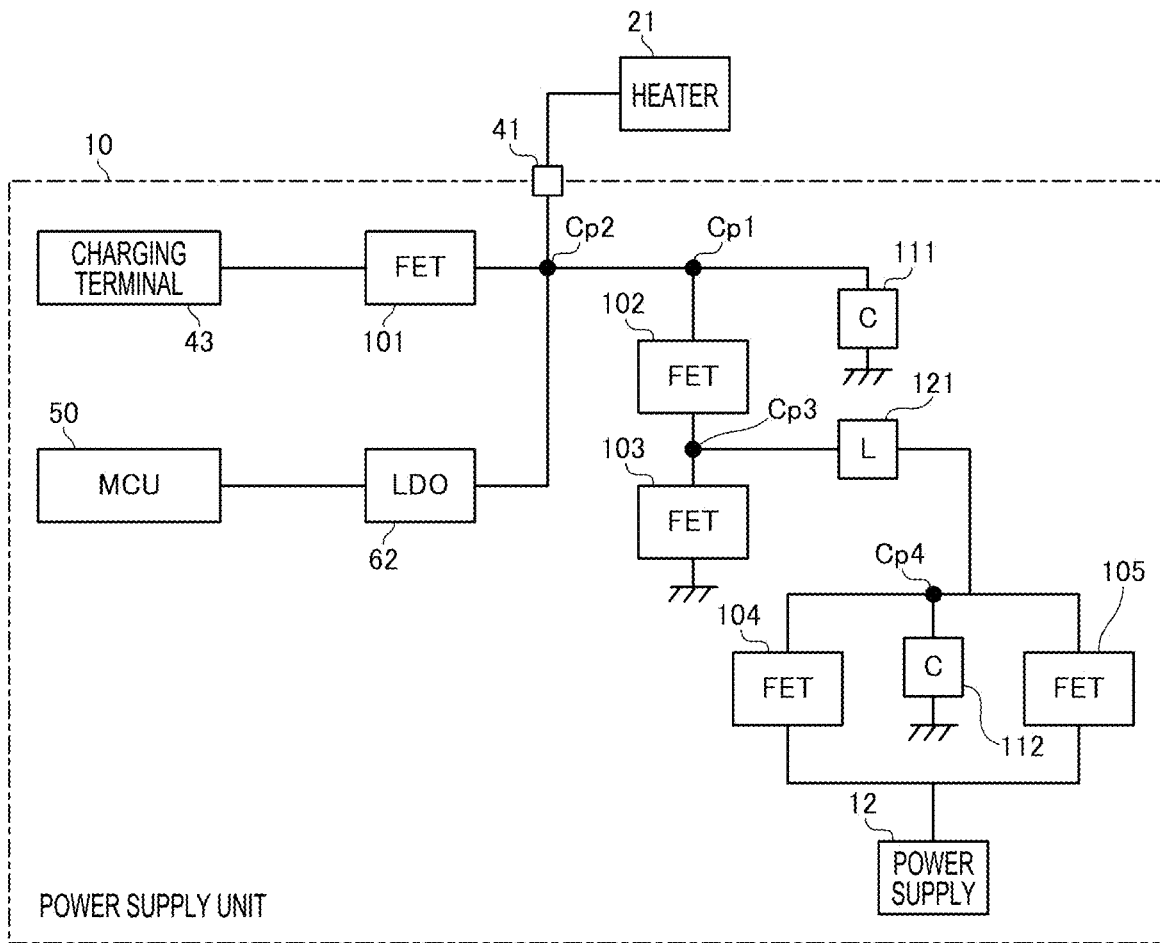 21
HEATER
41
10
CHARGING
TERMINAL
43
FET
101
Cp2
Cp1
111
C
102
FET
Cp3
121
L
50
MCU
LDO
62
103
FET
Cp4
104
FET
C
112
105
FET
12
POWER
SUPPLY
POWER SUPPLY UNIT